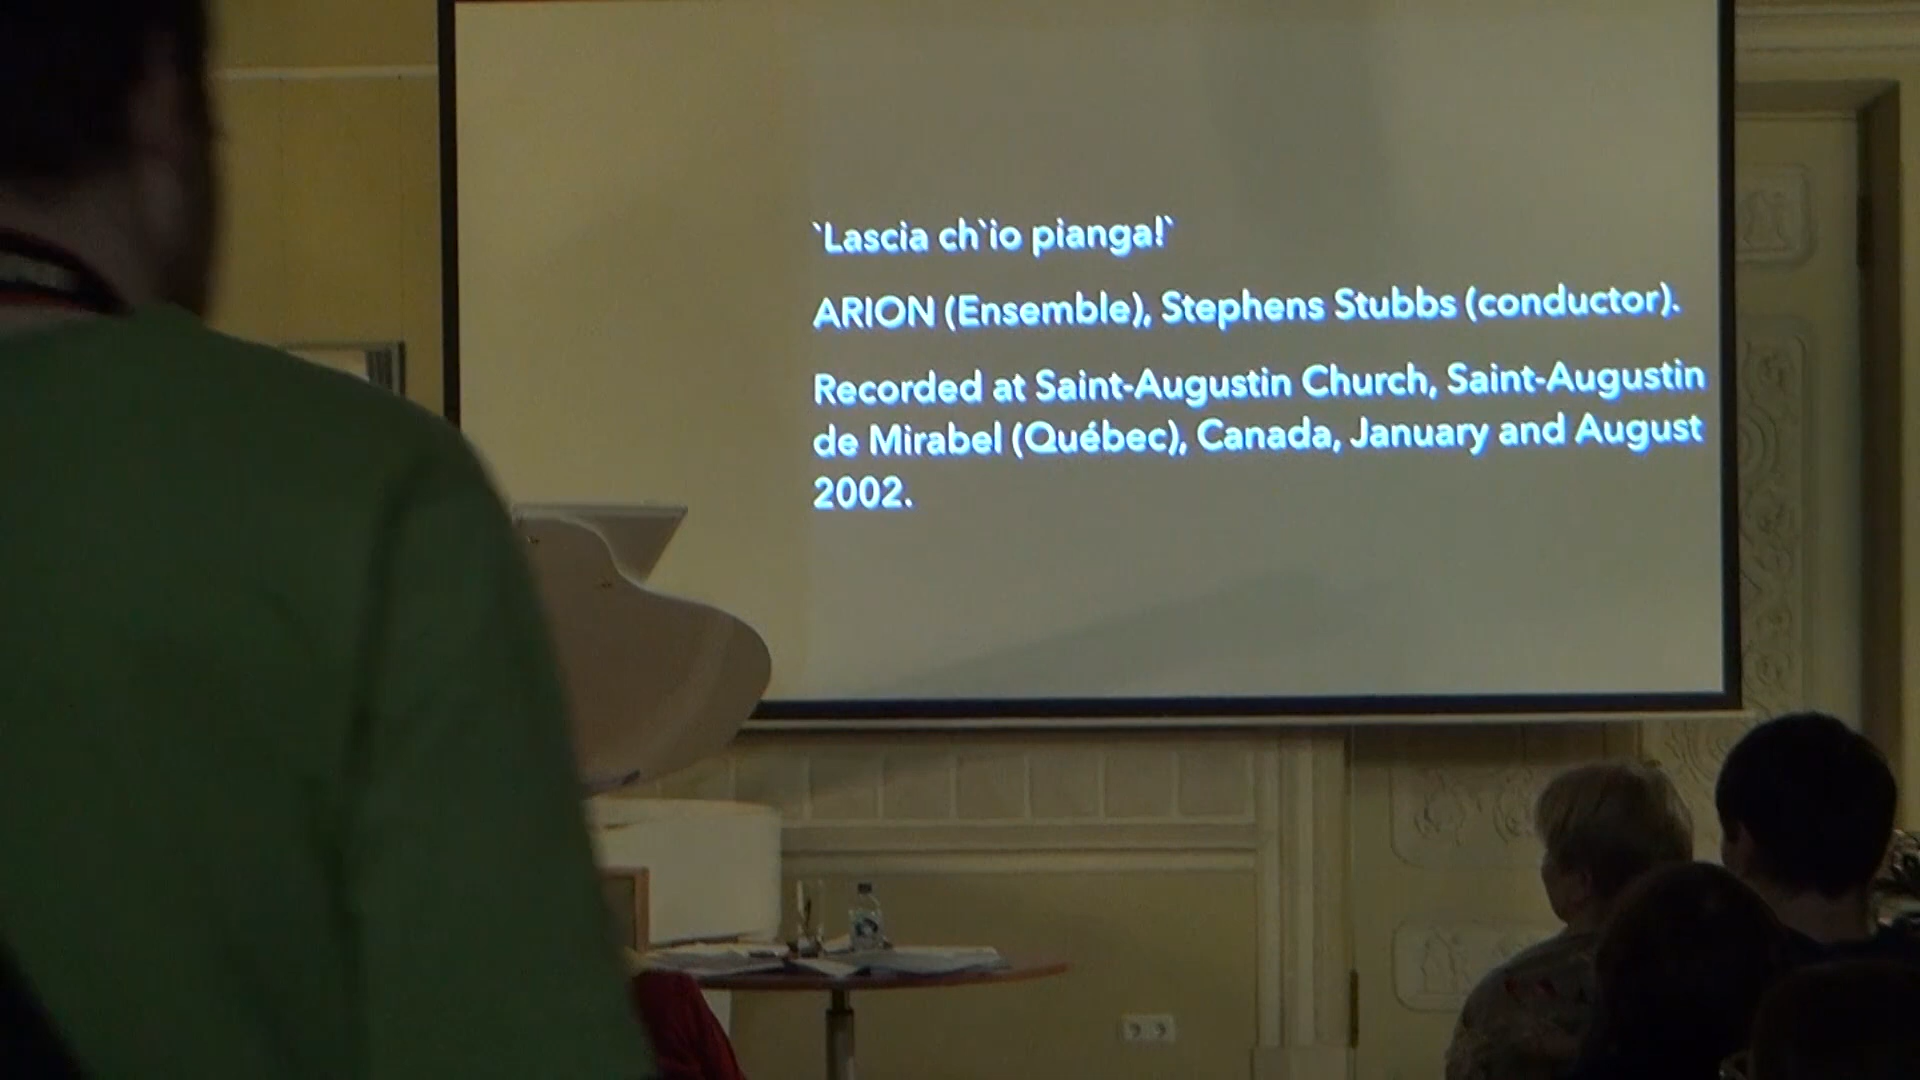 `Lascia ch`io pianga!`
ARION (Ensemble), Stephens Stubbs (conductor).
Recorded at Saint-Augustin Church, Saint-Augustin
de Mirabel (Québec), Canada, January and August
2002.